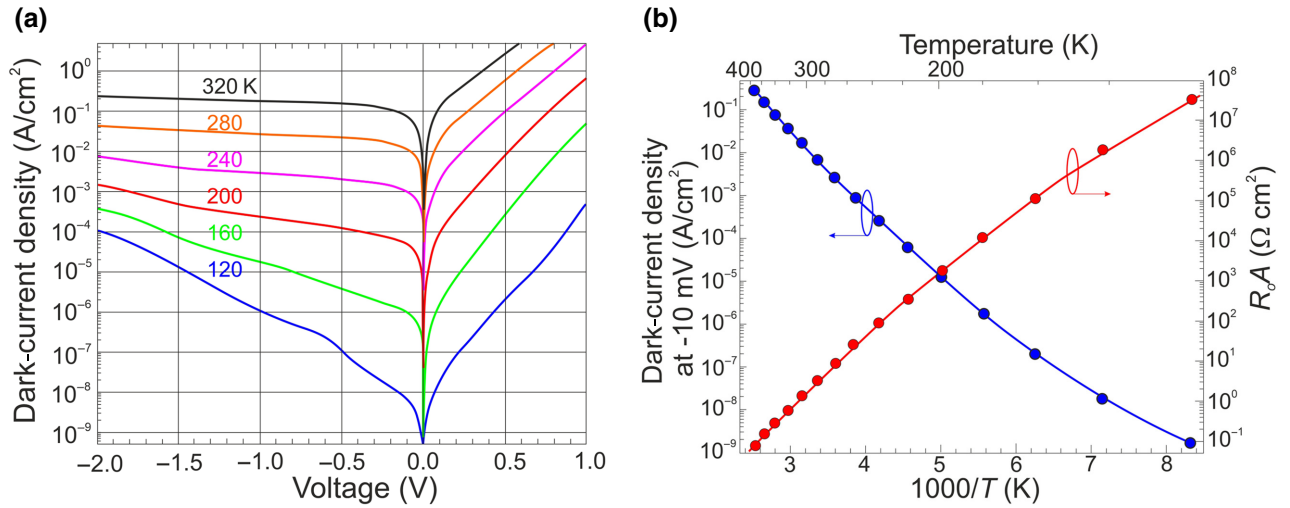 (a)
Dark-current density (A/cm²)
10⁰
10⁻¹
10⁻²
10⁻³
10⁻⁴
10⁻⁵
10⁻⁶
10⁻⁷
10⁻⁸
10⁻⁹
320 K
280
240
200
160
120
−2.0 −1.5 −1.0 −0.5 0.0 0.5 1.0
Voltage (V)
(b)
Temperature (K)
400 300 200
Dark-current density
at -10 mV (A/cm²)
10⁻¹
10⁻²
10⁻³
10⁻⁴
10⁻⁵
10⁻⁶
10⁻⁷
10⁻⁸
10⁻⁹
10⁸
10⁷
10⁶
10⁵
10⁴
10³
10²
10¹
10⁰
10⁻¹
RₒA (Ω cm²)
3 4 5 6 7 8
1000/T (K)